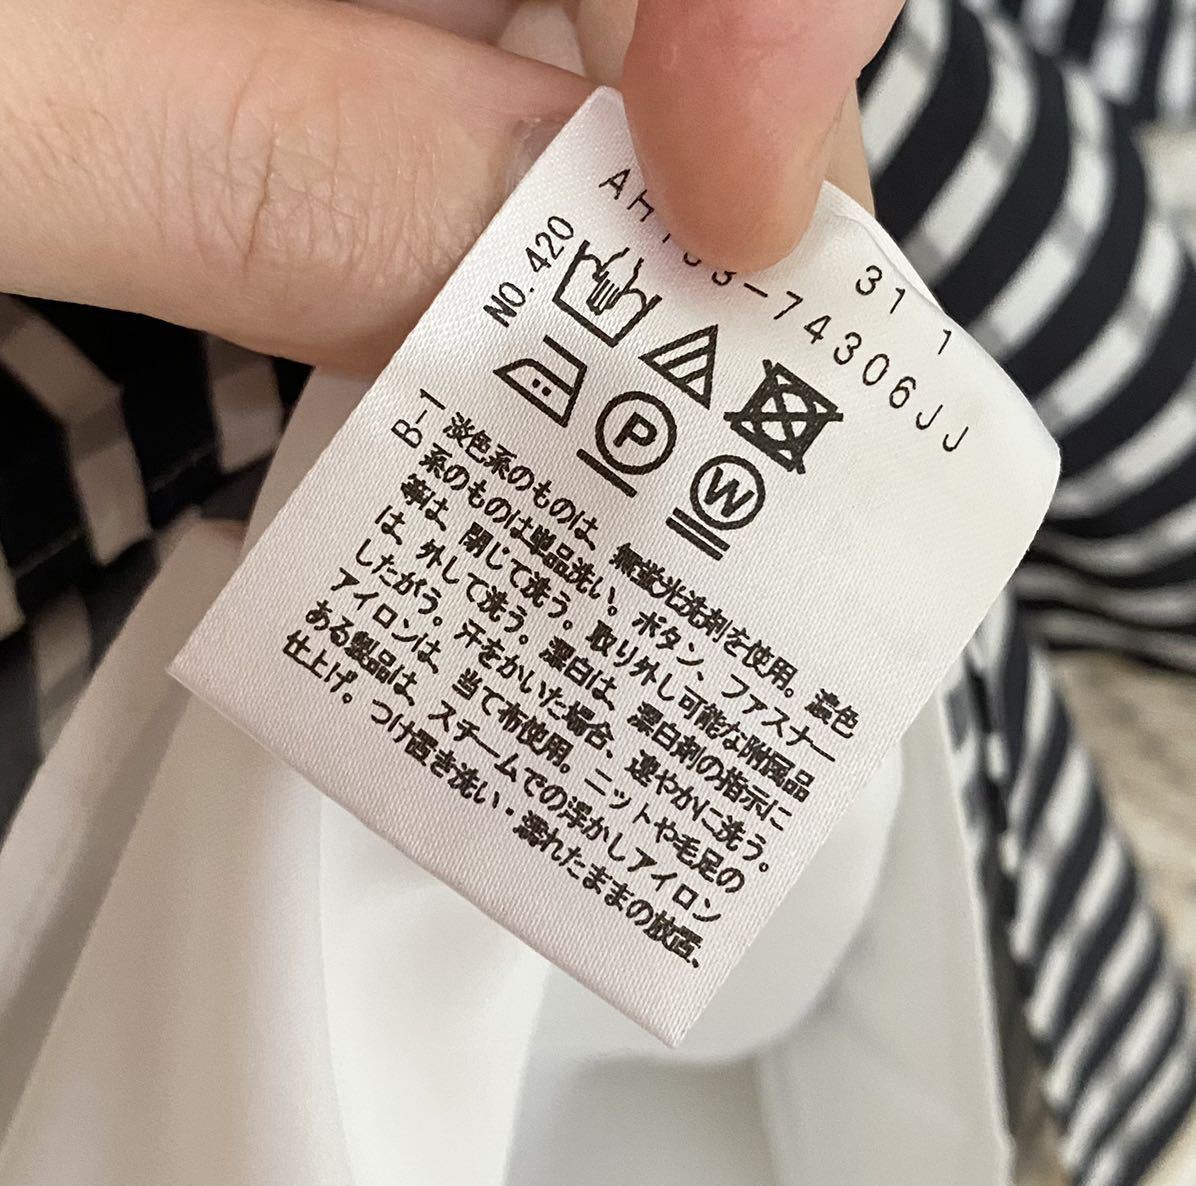 31 1
74306JJ
NO. 420
P
W
B-1
淡色系のものは、無蛍光洗剤を使用。濃色
系のものは単品洗い。ボタン、ファスナー
等は、閉じて洗う。取り外し可能な附属品
は、外して洗う。漂白は、漂白剤の指示に
したがう。汗をかいた場合、速やかに洗う。
アイロンは、当て布使用。ニットや毛足の
ある製品は、スチームでの浮かしアイロン
仕上げ。つけ置き洗い・濡れたままの放置、